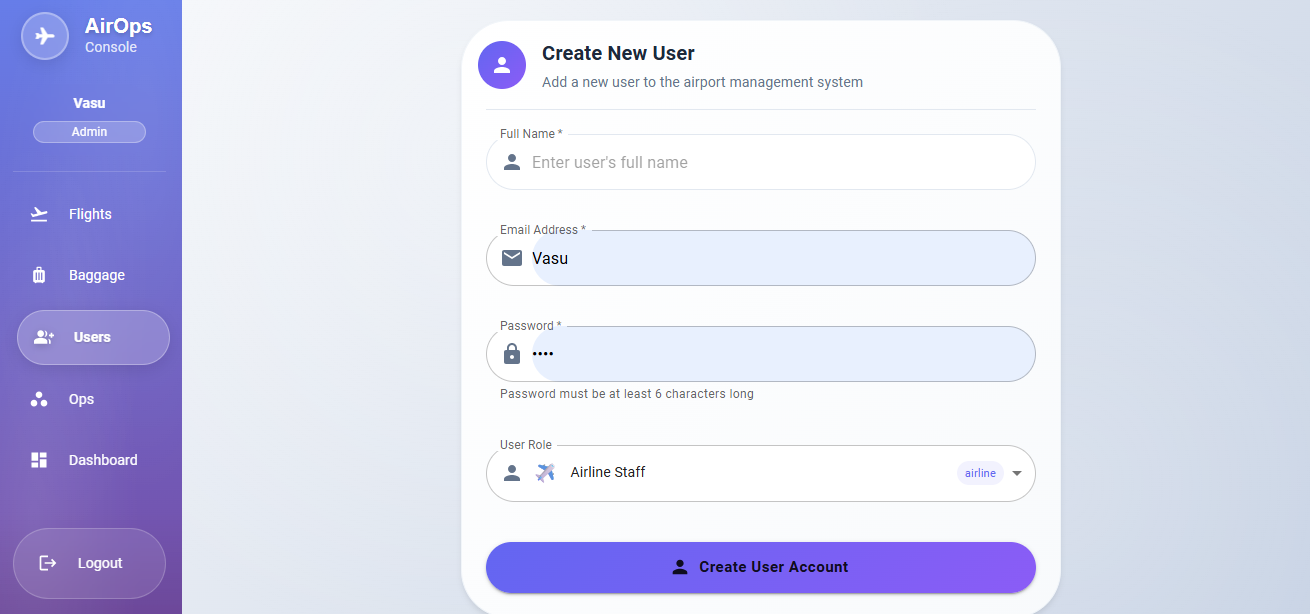 AirOps
Console
Vasu
Admin
Flights
Baggage
Users
Ops
Dashboard
Logout
Create New User
Add a new user to the airport management system
Full Name *
Enter user's full name
Email Address *
Vasu
Password *
••••
Password must be at least 6 characters long
User Role
Airline Staff
airline
Create User Account